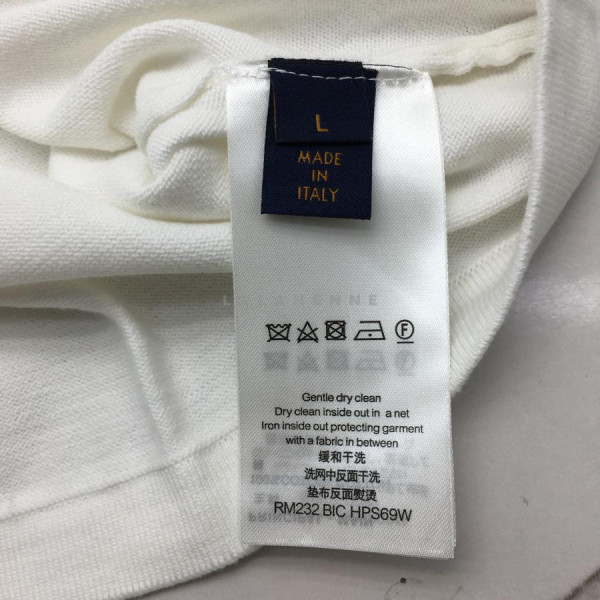 L
MADE
IN
ITALY
F
Gentle dry clean
Dry clean inside out in a net
Iron inside out protecting garment
with a fabric in between
缓和干洗
洗网中反面干洗
垫布反面熨烫
RM232 BIC HPS69W